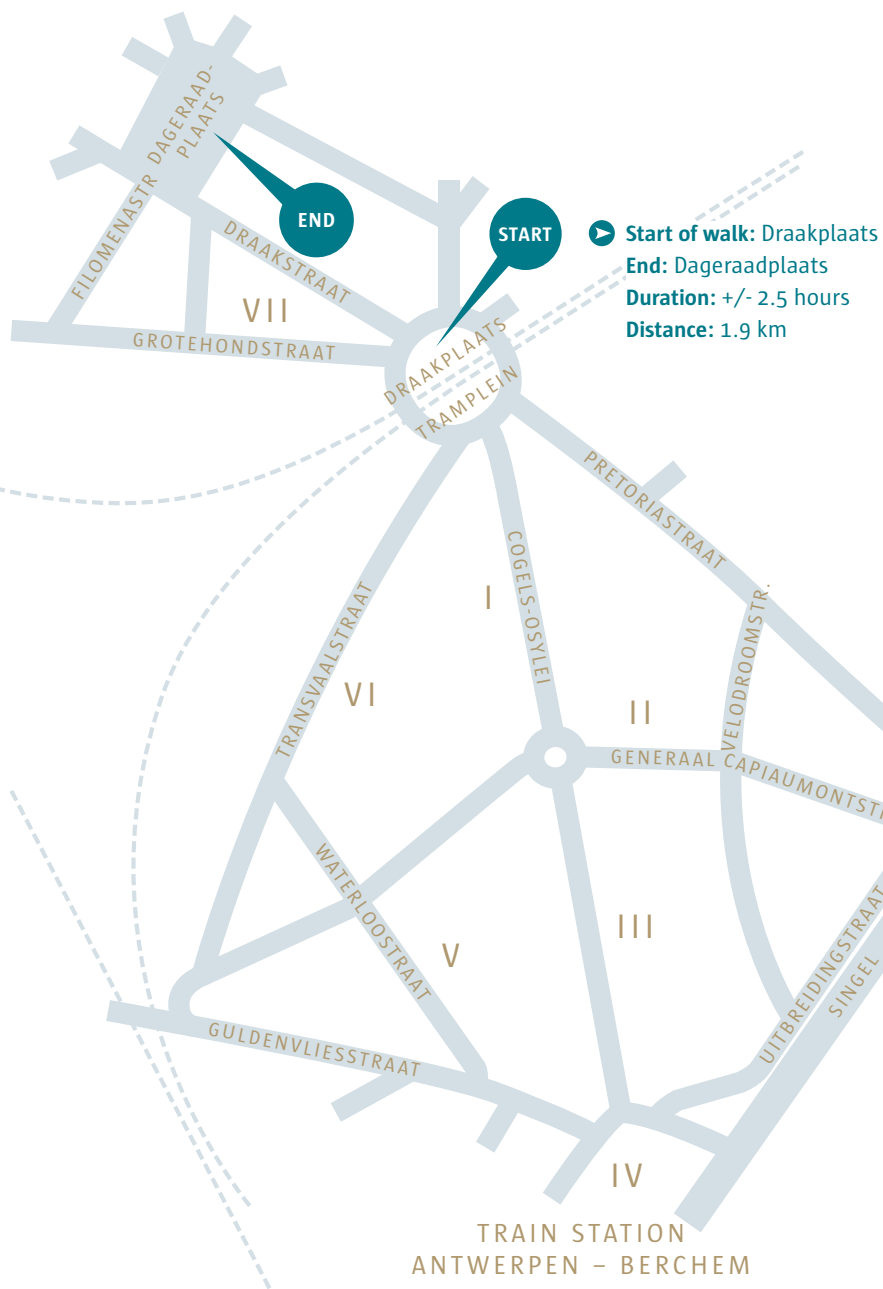 DAGERAAD-
PLAATS
FILOMENASTR
END
DRAAKSTRAAT
VII
GROTEHONDSTRAAT
START
Start of walk: Draakplaats
End: Dageraadplaats
Duration: +/- 2.5 hours
Distance: 1.9 km
DRAAKPLAATS
TRAMPLEIN
PRETORIASTRAAT
COGELS-OSYLEI
I
TRANSVAALSTRAAT
VI
II
VELODROOMSTR.
GENERAAL CAPIAUMONTST
WATERLOOSTRAAT
V
III
UITBREIDINGSTRAAT
SINGEL
GULDENVLIESSTRAAT
IV
TRAIN STATION
ANTWERPEN – BERCHEM